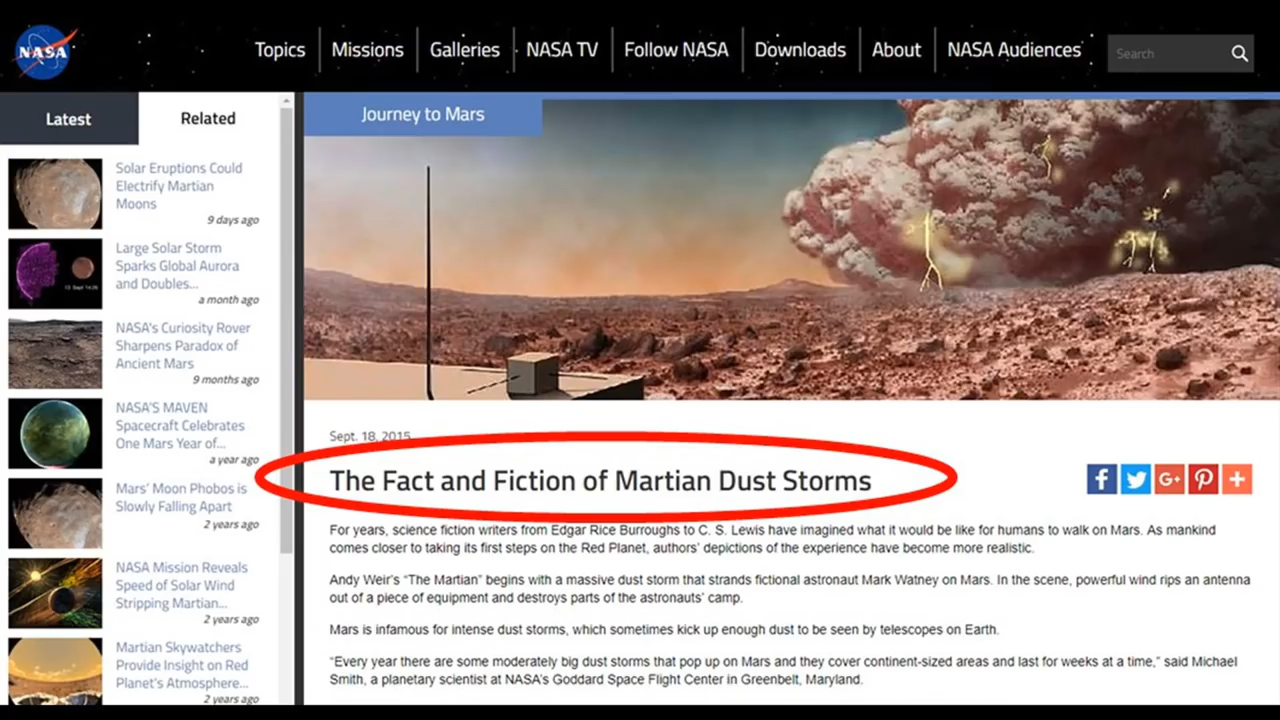 NASA
Topics
Missions
Galleries
NASA TV
Follow NASA
Downloads
About
NASA Audiences
Search
Latest
Related
Solar Eruptions Could
Electrify Martian
Moons
9 days ago
Large Solar Storm
Sparks Global Aurora
and Doubles...
a month ago
NASA's Curiosity Rover
Sharpens Paradox of
Ancient Mars
9 months ago
NASA'S MAVEN
Spacecraft Celebrates
One Mars Year of...
a year ago
Mars' Moon Phobos is
Slowly Falling Apart
2 years ago
NASA Mission Reveals
Speed of Solar Wind
Stripping Martian...
2 years ago
Martian Skywatchers
Provide Insight on Red
Planet's Atmosphere...
2 years ago
Journey to Mars
Sept. 18, 2015
The Fact and Fiction of Martian Dust Storms
For years, science fiction writers from Edgar Rice Burroughs to C. S. Lewis have imagined what it would be like for humans to walk on Mars. As mankind
comes closer to taking its first steps on the Red Planet, authors' depictions of the experience have become more realistic.
Andy Weir's “The Martian” begins with a massive dust storm that strands fictional astronaut Mark Watney on Mars. In the scene, powerful wind rips an antenna
out of a piece of equipment and destroys parts of the astronauts' camp.
Mars is infamous for intense dust storms, which sometimes kick up enough dust to be seen by telescopes on Earth.
“Every year there are some moderately big dust storms that pop up on Mars and they cover continent-sized areas and last for weeks at a time,” said Michael
Smith, a planetary scientist at NASA's Goddard Space Flight Center in Greenbelt, Maryland.